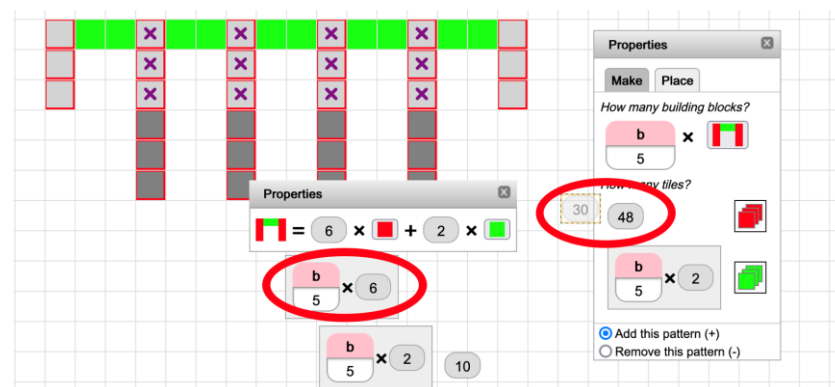 Properties
Make Place
How many building blocks?
b ×
5
How many tiles?
30 48
b × 2
5
Add this pattern (+)
Remove this pattern (-)
Properties
= 6 × + 2 ×
b × 6
5
b × 2 10
5